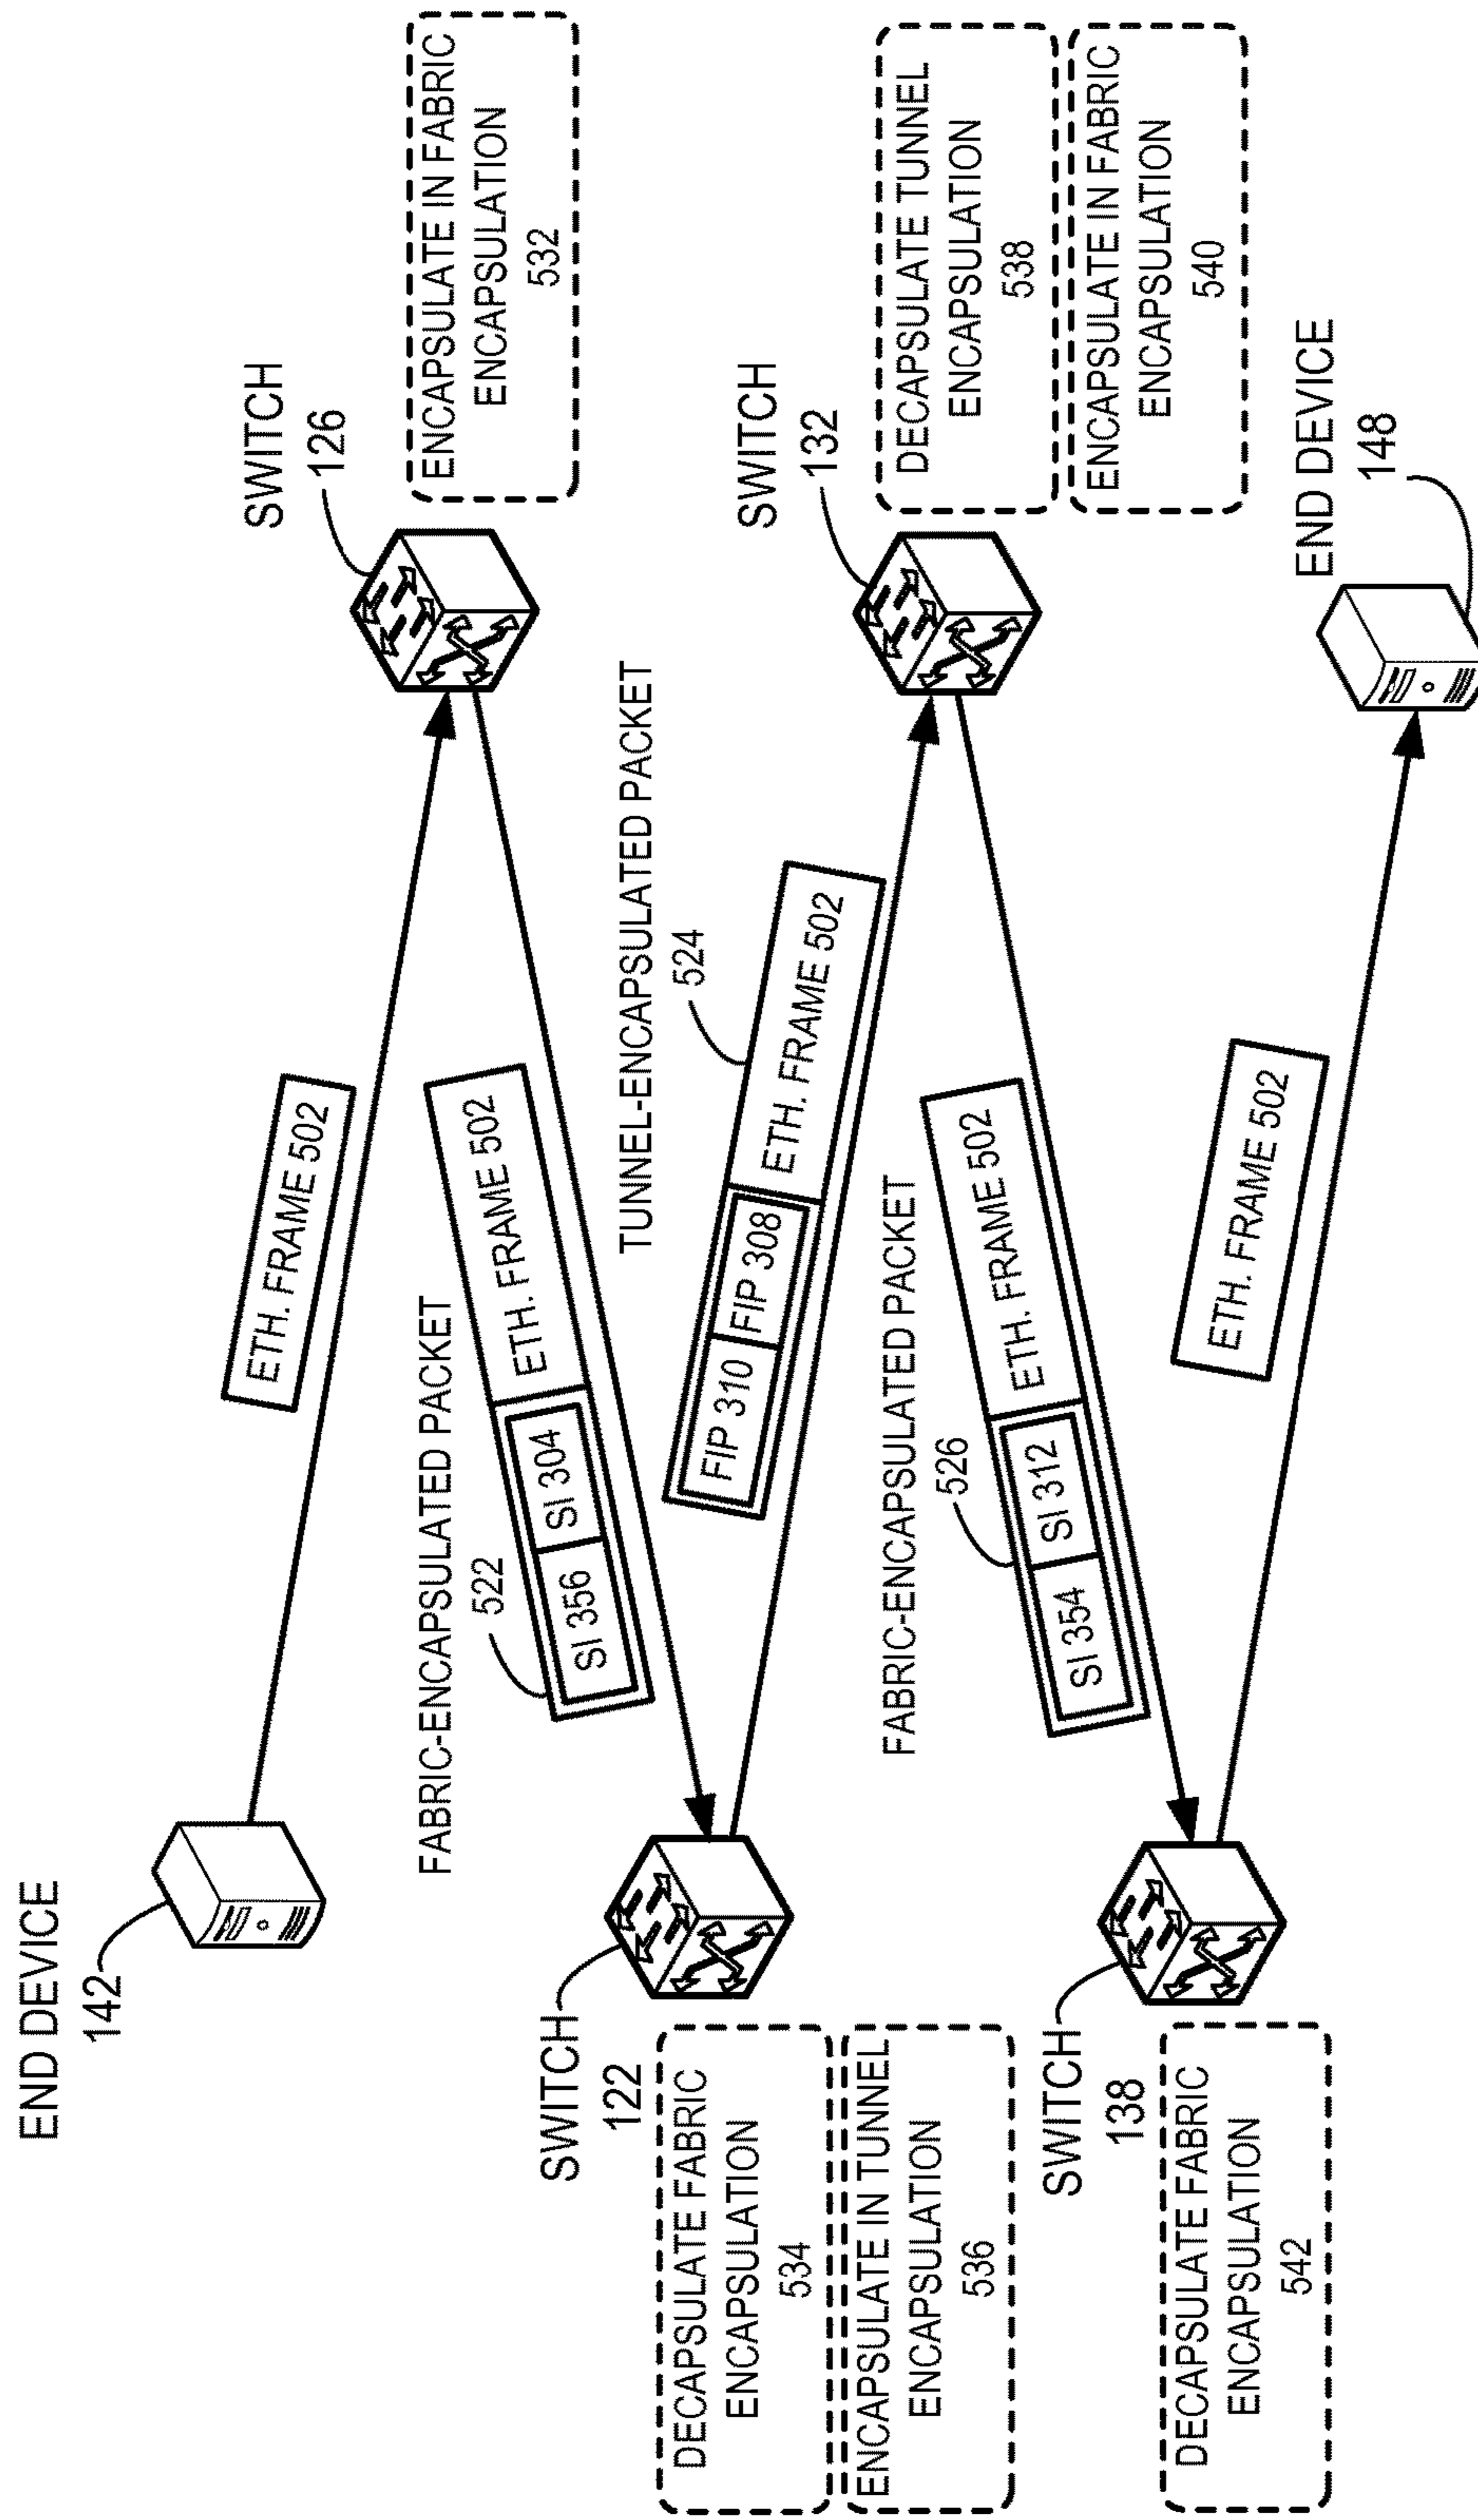 END DEVICE
142
ETH. FRAME 502
SWITCH
126
ENCAPSULATE IN FABRIC
ENCAPSULATION
532
FABRIC-ENCAPSULATED PACKET
522
SI 356
SI 304
ETH. FRAME 502
SWITCH
122
DECAPSULATE FABRIC
ENCAPSULATION
534
ENCAPSULATE IN TUNNEL
ENCAPSULATION
536
TUNNEL-ENCAPSULATED PACKET
524
FIP 310
FIP 308
ETH. FRAME 502
SWITCH
132
DECAPSULATE TUNNEL
ENCAPSULATION
538
ENCAPSULATE IN FABRIC
ENCAPSULATION
540
FABRIC-ENCAPSULATED PACKET
526
SI 354
SI 312
ETH. FRAME 502
SWITCH
138
DECAPSULATE FABRIC
ENCAPSULATION
542
ETH. FRAME 502
END DEVICE
148